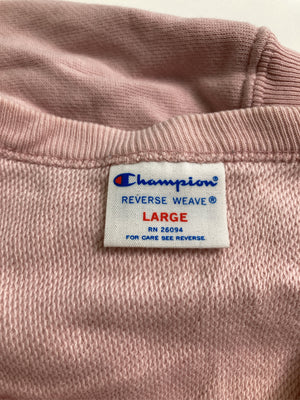 Champion
REVERSE WEAVE®
LARGE
RN 26094
FOR CARE SEE REVERSE.